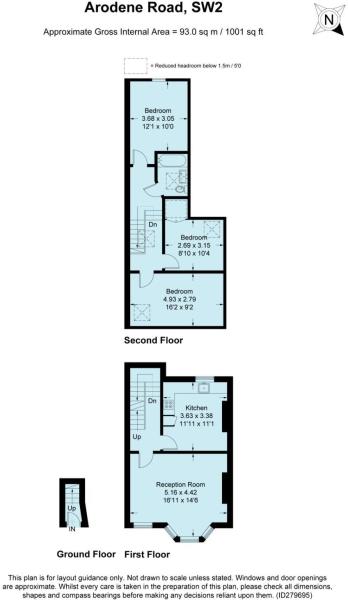 Arodene Road, SW2
Approximate Gross Internal Area = 93.0 sq m / 1001 sq ft
N
= Reduced headroom below 1.5m / 5'0
Bedroom
3.68 x 3.05
12'1 x 10'0
Dn
Bedroom
2.69 x 3.15
8'10 x 10'4
Bedroom
4.93 x 2.79
16'2 x 9'2
Second Floor
Dn
Kitchen
3.63 x 3.38
11'11 x 11'1
Up
Reception Room
5.16 x 4.42
16'11 x 14'6
Up
IN
Ground Floor
First Floor
This plan is for layout guidance only. Not drawn to scale unless stated. Windows and door openings
are approximate. Whilst every care is taken in the preparation of this plan, please check all dimensions,
shapes and compass bearings before making any decisions reliant upon them. (ID279695)